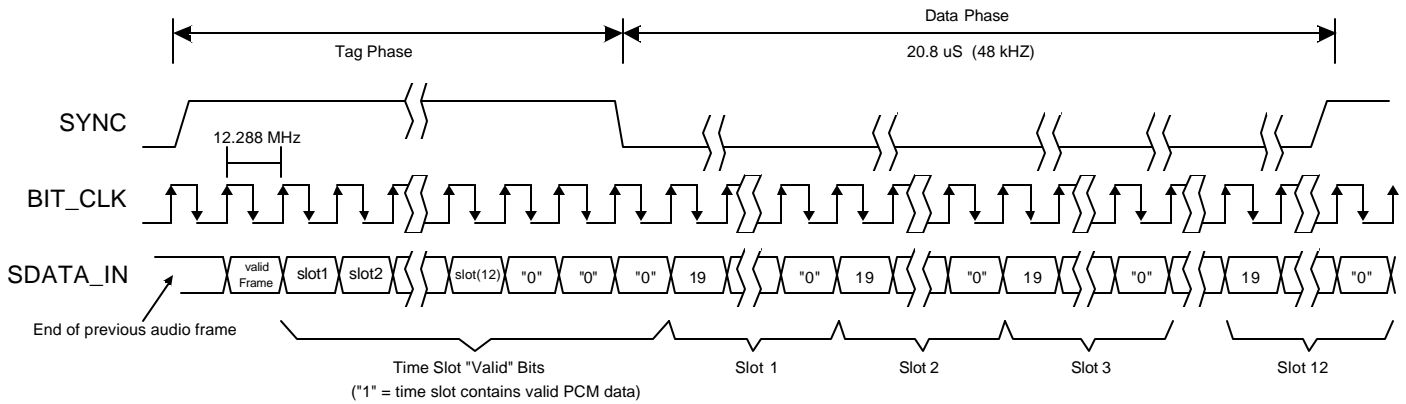 Data Phase
Tag Phase
20.8 uS (48 kHZ)
SYNC
12.288 MHz
BIT_CLK
SDATA_IN
valid Frame slot1 slot2 slot(12) "0" "0" "0" 19 "0" 19 "0" 19 "0" 19 "0"
End of previous audio frame
Time Slot "Valid" Bits
("1" = time slot contains valid PCM data)
Slot 1
Slot 2
Slot 3
Slot 12